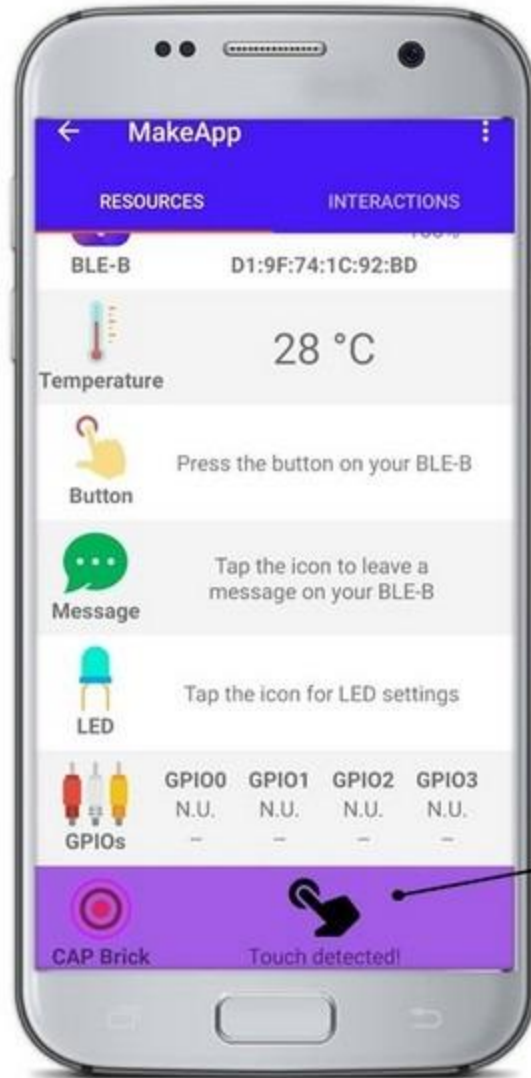 MakeApp
RESOURCES INTERACTIONS
BLE-B D1:9F:74:1C:92:BD
28 °C
Temperature
Press the button on your BLE-B
Button
Tap the icon to leave a
message on your BLE-B
Message
Tap the icon for LED settings
LED
GPIO0 GPIO1 GPIO2 GPIO3
N.U. N.U. N.U. N.U.
GPIOs -- -- -- --
CAP Brick Touch detected!